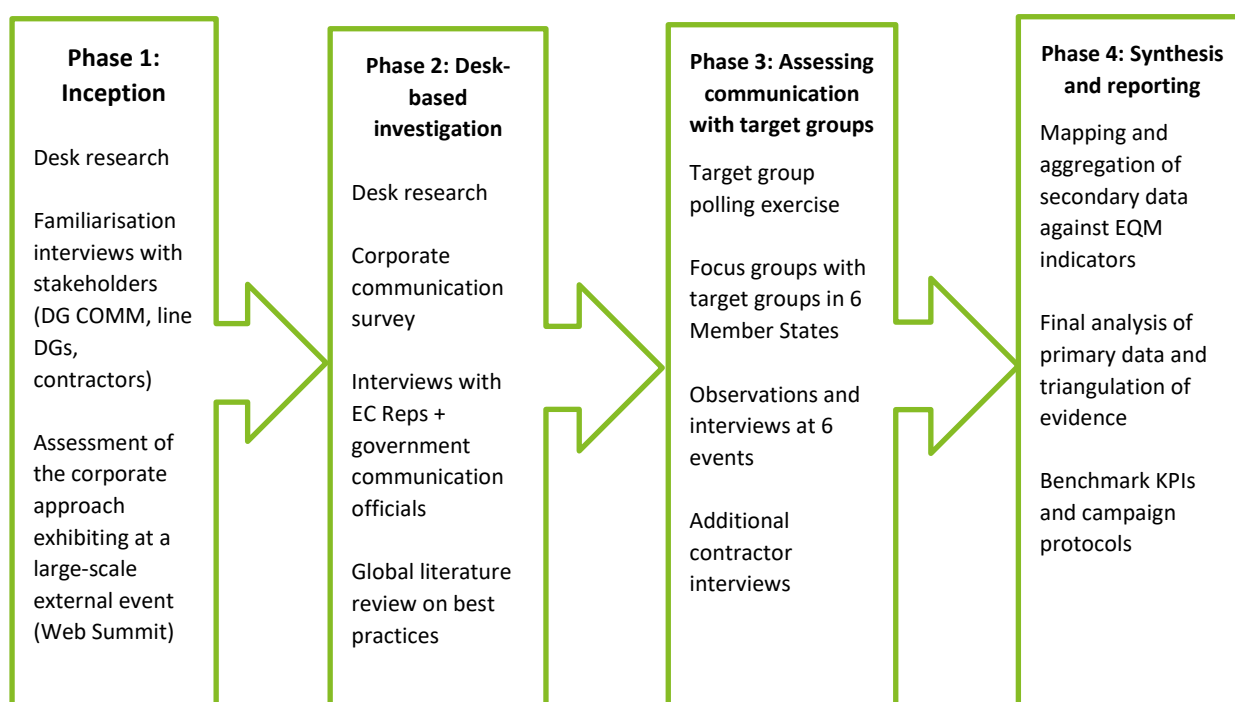 Phase 1:
Inception
Desk research
Familiarisation
interviews with
stakeholders
(DG COMM, line
DGs,
contractors)
Assessment of
the corporate
approach
exhibiting at a
large-scale
external event
(Web Summit)
Phase 2: Desk-
based
investigation
Desk research
Corporate
communication
survey
Interviews with
EC Reps +
government
communication
officials
Global literature
review on best
practices
Phase 3: Assessing
communication
with target groups
Target group
polling exercise
Focus groups with
target groups in 6
Member States
Observations and
interviews at 6
events
Additional
contractor
interviews
Phase 4: Synthesis
and reporting
Mapping and
aggregation of
secondary data
against EQM
indicators
Final analysis of
primary data and
triangulation of
evidence
Benchmark KPIs
and campaign
protocols